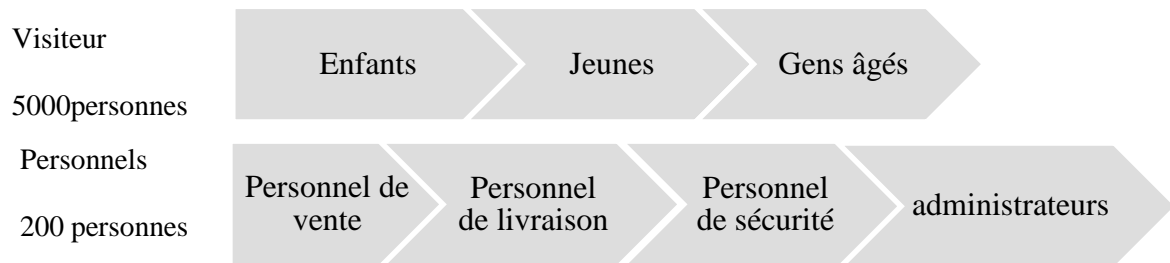 Visiteur
5000personnes
Enfants
Jeunes
Gens âgés
Personnels
200 personnes
Personnel de
vente
Personnel
de livraison
Personnel
de sécurité
administrateurs